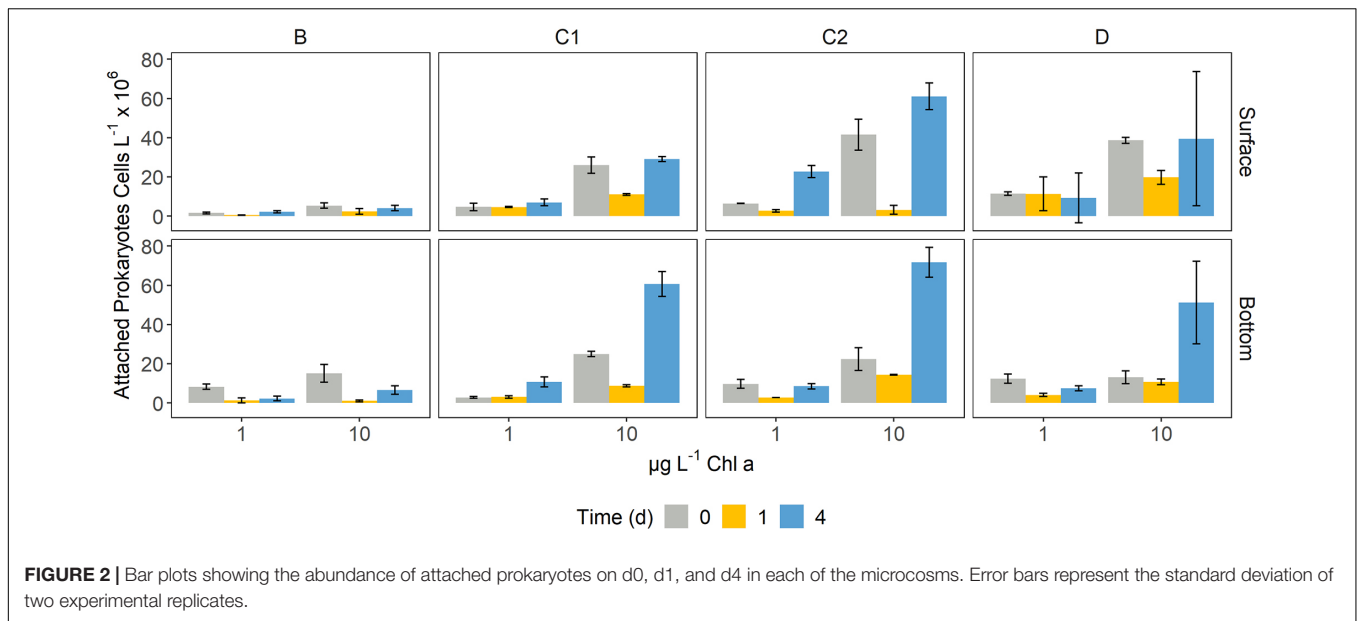 B C1 C2 D
Attached Prokaryotes Cells L⁻¹ x 10⁶
80
60
40
20
0
Surface
80
60
40
20
0
Bottom
1 10 1 10 1 10 1 10
µg L⁻¹ Chl a
Time (d) 0 1 4
FIGURE 2 | Bar plots showing the abundance of attached prokaryotes on d0, d1, and d4 in each of the microcosms. Error bars represent the standard deviation of
two experimental replicates.